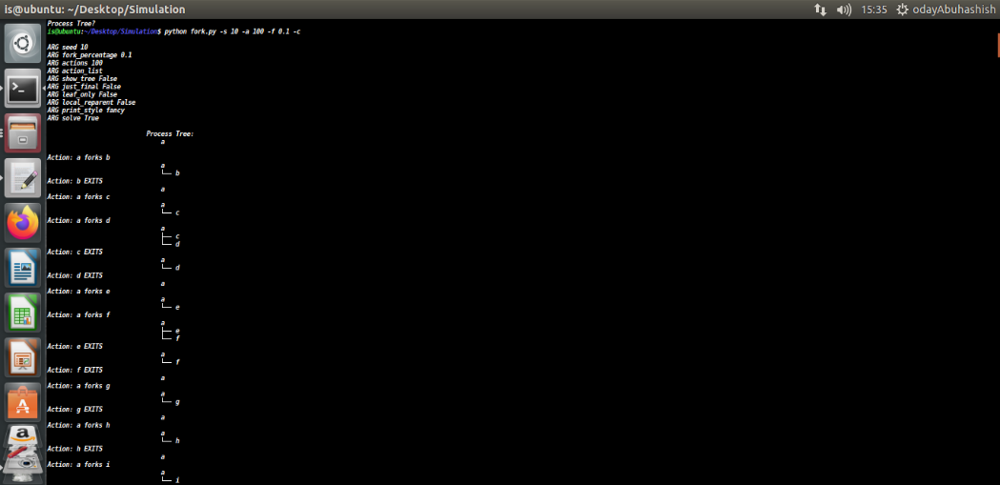 is@ubuntu: ~/Desktop/Simulation
15:35
odayAbuhashish
Process Tree?
is@ubuntu:~/Desktop/Simulation$ python fork.py -s 10 -a 100 -f 0.1 -c
ARG seed 10
ARG fork_percentage 0.1
ARG actions 100
ARG action_list
ARG show_tree False
ARG just_final False
ARG leaf_only False
ARG local_reparent False
ARG print_style fancy
ARG solve True
Process Tree:
a
Action: a forks b
a
└── b
Action: b EXITS
a
Action: a forks c
a
└── c
Action: a forks d
a
├── c
└── d
Action: c EXITS
a
└── d
Action: d EXITS
a
Action: a forks e
a
└── e
Action: a forks f
a
├── e
└── f
Action: e EXITS
a
└── f
Action: f EXITS
a
Action: a forks g
a
└── g
Action: g EXITS
a
Action: a forks h
a
└── h
Action: h EXITS
a
Action: a forks i
a
└── i